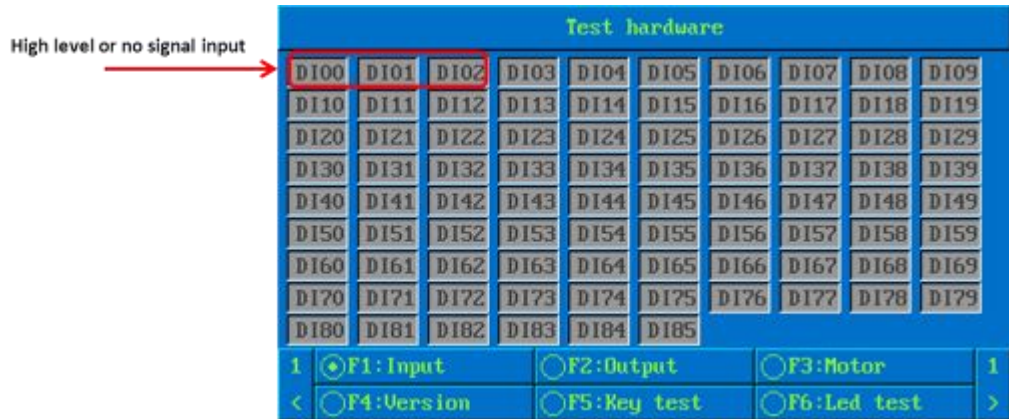 Test hardware
High level or no signal input
DI00 DI01 DI02 DI03 DI04 DI05 DI06 DI07 DI08 DI09
DI10 DI11 DI12 DI13 DI14 DI15 DI16 DI17 DI18 DI19
DI20 DI21 DI22 DI23 DI24 DI25 DI26 DI27 DI28 DI29
DI30 DI31 DI32 DI33 DI34 DI35 DI36 DI37 DI38 DI39
DI40 DI41 DI42 DI43 DI44 DI45 DI46 DI47 DI48 DI49
DI50 DI51 DI52 DI53 DI54 DI55 DI56 DI57 DI58 DI59
DI60 DI61 DI62 DI63 DI64 DI65 DI66 DI67 DI68 DI69
DI70 DI71 DI72 DI73 DI74 DI75 DI76 DI77 DI78 DI79
DI80 DI81 DI82 DI83 DI84 DI85
1 F1:Input F2:Output F3:Motor 1
< F4:Version F5:Key test F6:Led test >